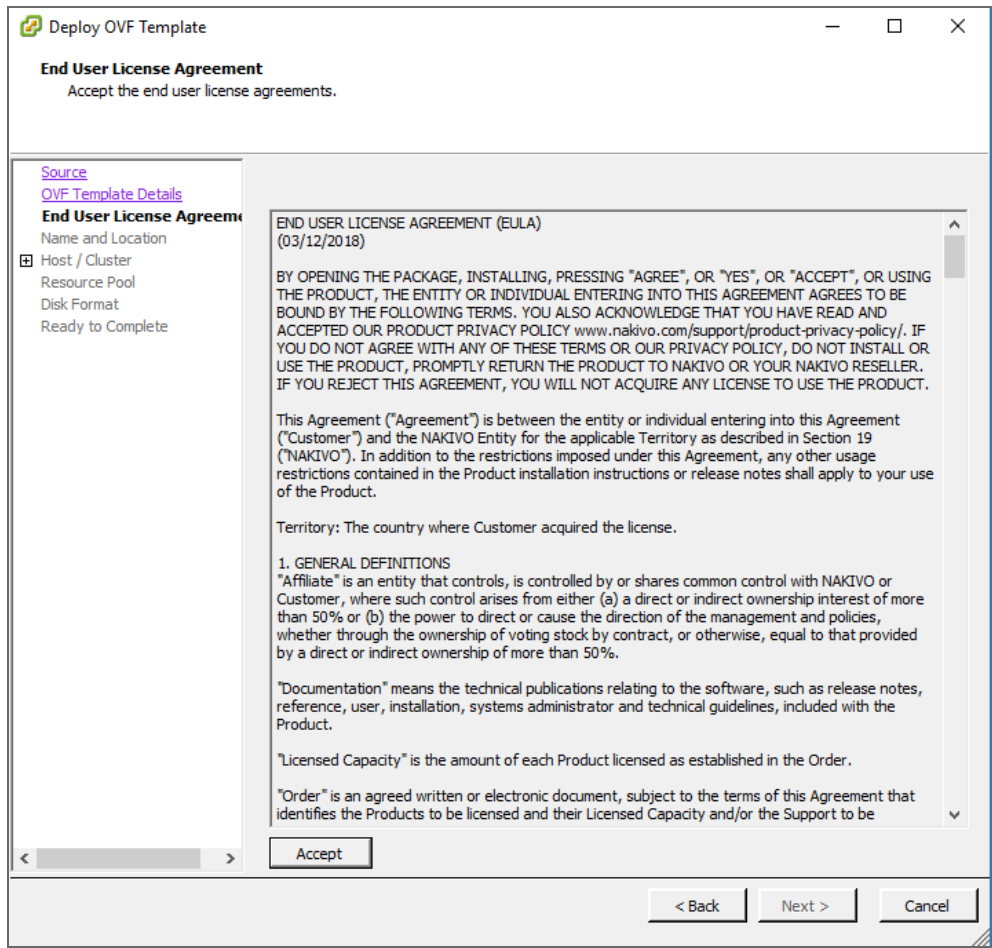 Deploy OVF Template
End User License Agreement
Accept the end user license agreements.
Source
OVF Template Details
End User License Agreeme
Name and Location
Host / Cluster
Resource Pool
Disk Format
Ready to Complete
END USER LICENSE AGREEMENT (EULA)
(03/12/2018)
BY OPENING THE PACKAGE, INSTALLING, PRESSING "AGREE", OR "YES", OR "ACCEPT", OR USING
THE PRODUCT, THE ENTITY OR INDIVIDUAL ENTERING INTO THIS AGREEMENT AGREES TO BE
BOUND BY THE FOLLOWING TERMS. YOU ALSO ACKNOWLEDGE THAT YOU HAVE READ AND
ACCEPTED OUR PRODUCT PRIVACY POLICY www.nakivo.com/support/product-privacy-policy/. IF
YOU DO NOT AGREE WITH ANY OF THESE TERMS OR OUR PRIVACY POLICY, DO NOT INSTALL OR
USE THE PRODUCT, PROMPTLY RETURN THE PRODUCT TO NAKIVO OR YOUR NAKIVO RESELLER.
IF YOU REJECT THIS AGREEMENT, YOU WILL NOT ACQUIRE ANY LICENSE TO USE THE PRODUCT.
This Agreement ("Agreement") is between the entity or individual entering into this Agreement
("Customer") and the NAKIVO Entity for the applicable Territory as described in Section 19
("NAKIVO"). In addition to the restrictions imposed under this Agreement, any other usage
restrictions contained in the Product installation instructions or release notes shall apply to your use
of the Product.
Territory: The country where Customer acquired the license.
1. GENERAL DEFINITIONS
"Affiliate" is an entity that controls, is controlled by or shares common control with NAKIVO or
Customer, where such control arises from either (a) a direct or indirect ownership interest of more
than 50% or (b) the power to direct or cause the direction of the management and policies,
whether through the ownership of voting stock by contract, or otherwise, equal to that provided
by a direct or indirect ownership of more than 50%.
"Documentation" means the technical publications relating to the software, such as release notes,
reference, user, installation, systems administrator and technical guidelines, included with the
Product.
"Licensed Capacity" is the amount of each Product licensed as established in the Order.
"Order" is an agreed written or electronic document, subject to the terms of this Agreement that
identifies the Products to be licensed and their Licensed Capacity and/or the Support to be
Accept
< Back
Next >
Cancel